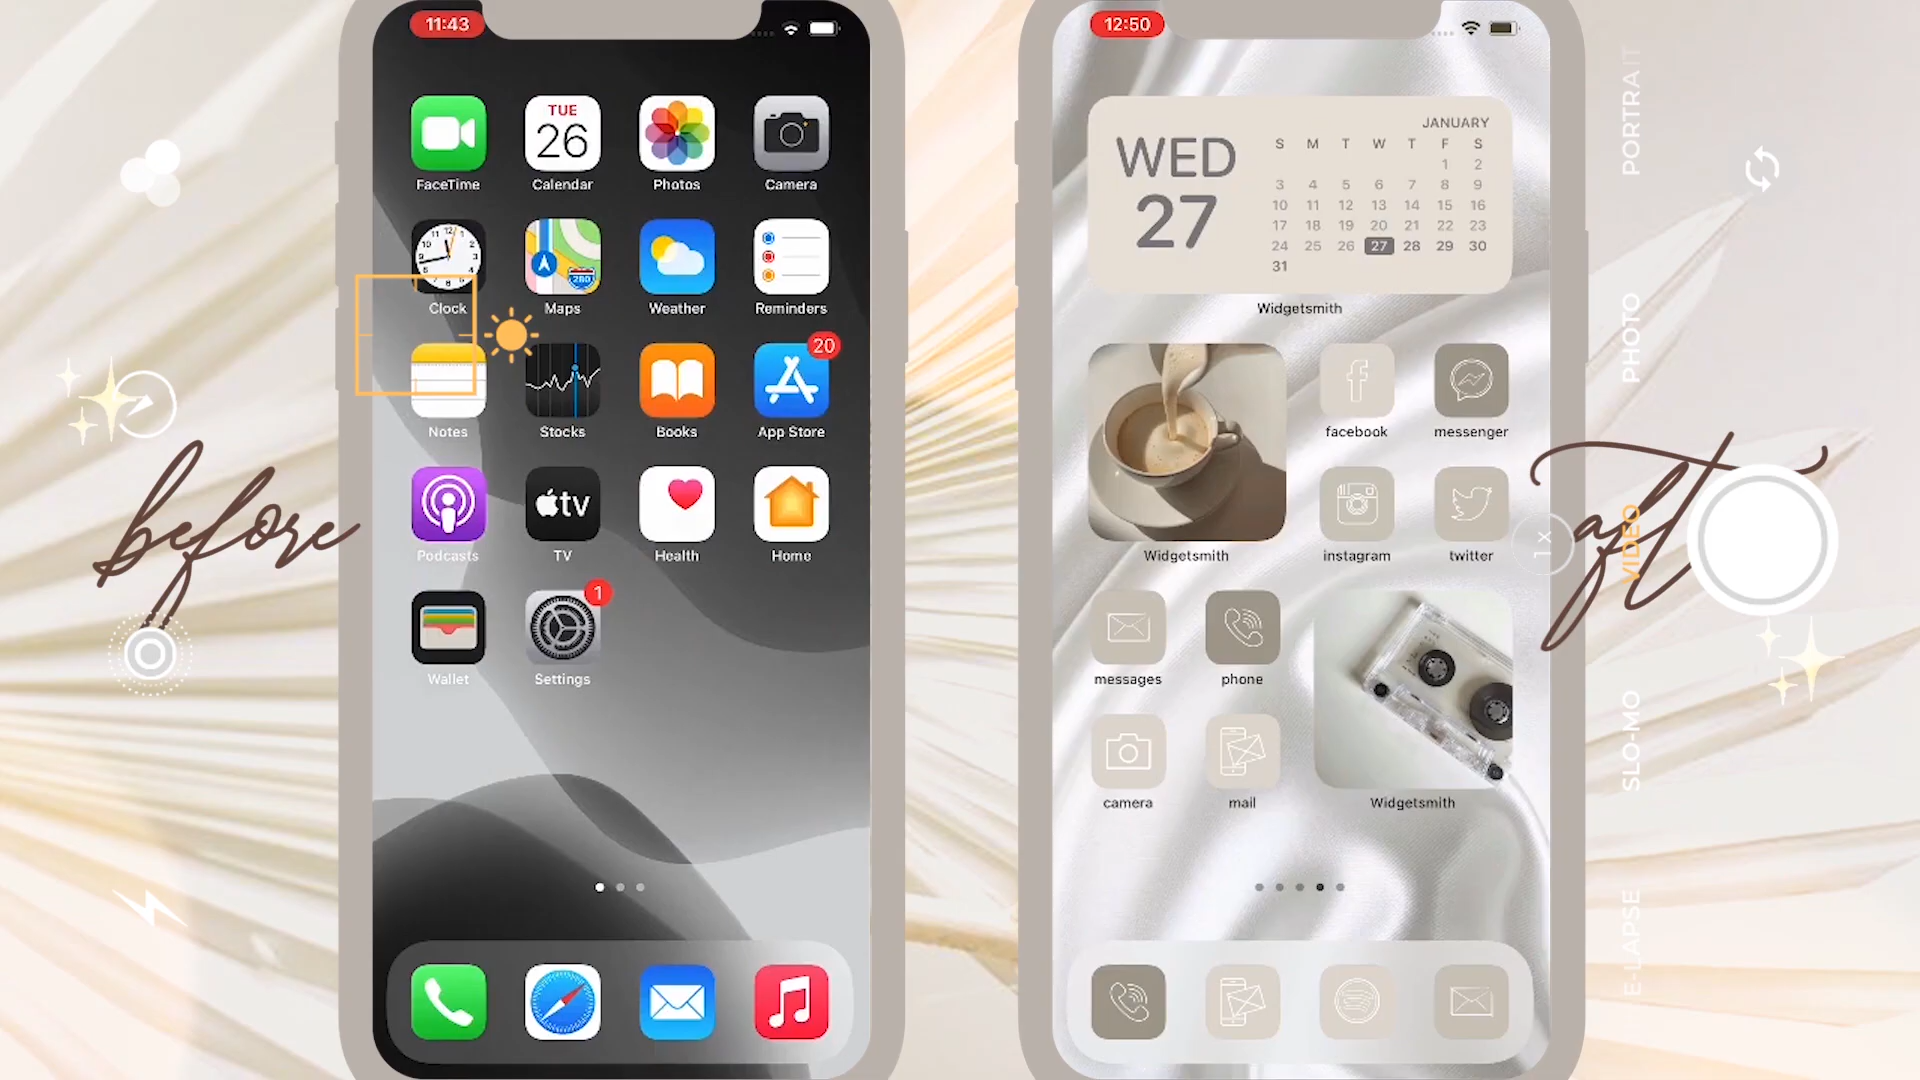 11:43
TUE
26
FaceTime
Calendar
Photos
Camera
Clock
Maps
Weather
Reminders
20
Notes
Stocks
Books
App Store
tv
Podcasts
TV
Health
Home
1
Wallet
Settings
before
12:50
WED
27
JANUARY
S M T W T F S
1 2
3 4 5 6 7 8 9
10 11 12 13 14 15 16
17 18 19 20 21 22 23
24 25 26 27 28 29 30
31
Widgetsmith
facebook
messenger
Widgetsmith
instagram
twitter
messages
phone
camera
mail
Widgetsmith
aft
1x
PORTRAIT
PHOTO
VIDEO
SLO-MO
E-LAPSE